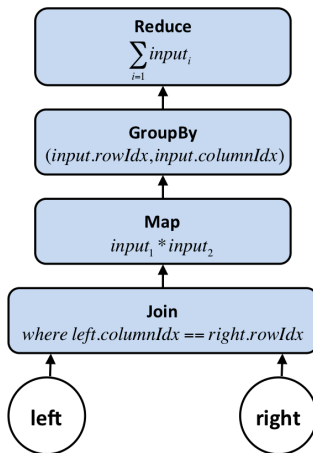 Reduce
∑ input_i
i=1
GroupBy
(input.rowIdx,input.columnIdx)
Map
input_1 * input_2
Join
where left.columnIdx == right.rowIdx
left
right